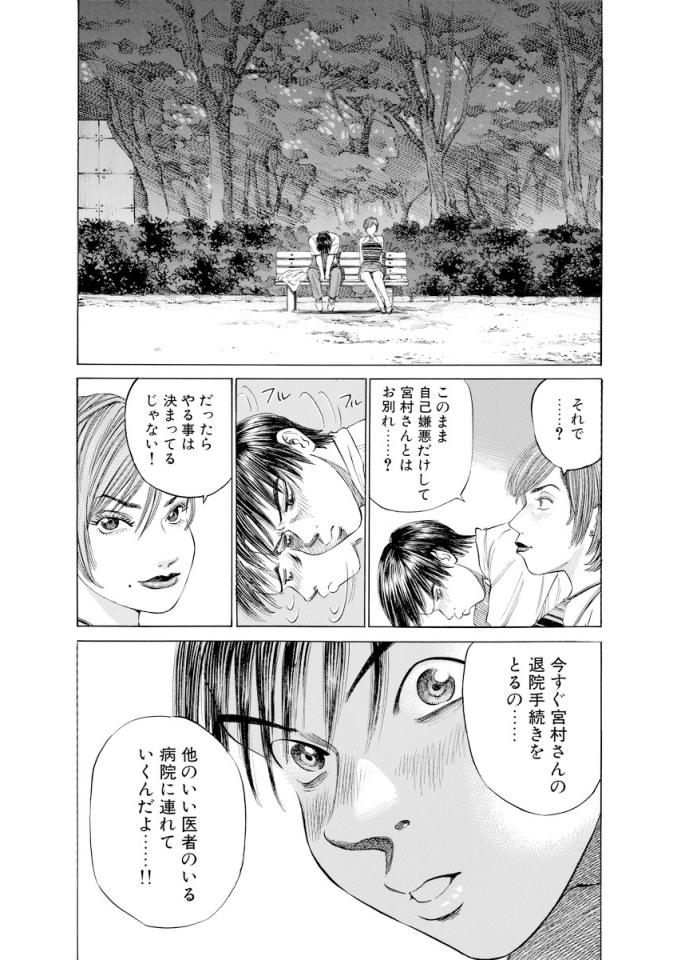 それで
……？
このまま
自己嫌悪だけして
宮村さんとは
お別れ……？
フル
フル
だったら
やる事は
決まってる
じゃない！
今すぐ宮村さんの
退院手続きを
とるの……
他のいい医者のいる
病院に連れて
いくんだよ……!!